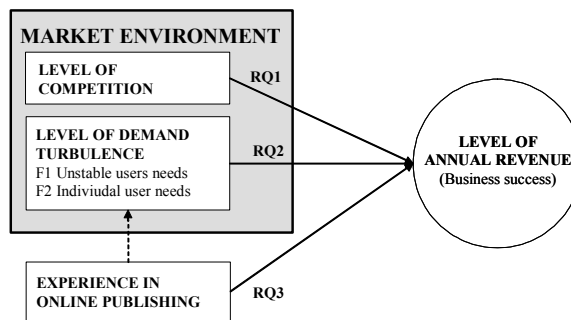 MARKET ENVIRONMENT
LEVEL OF
COMPETITION
RQ1
LEVEL OF DEMAND
TURBULENCE
F1 Unstable users needs
F2 Indiviudal user needs
RQ2
LEVEL OF
ANNUAL REVENUE
(Business success)
EXPERIENCE IN
ONLINE PUBLISHING
RQ3